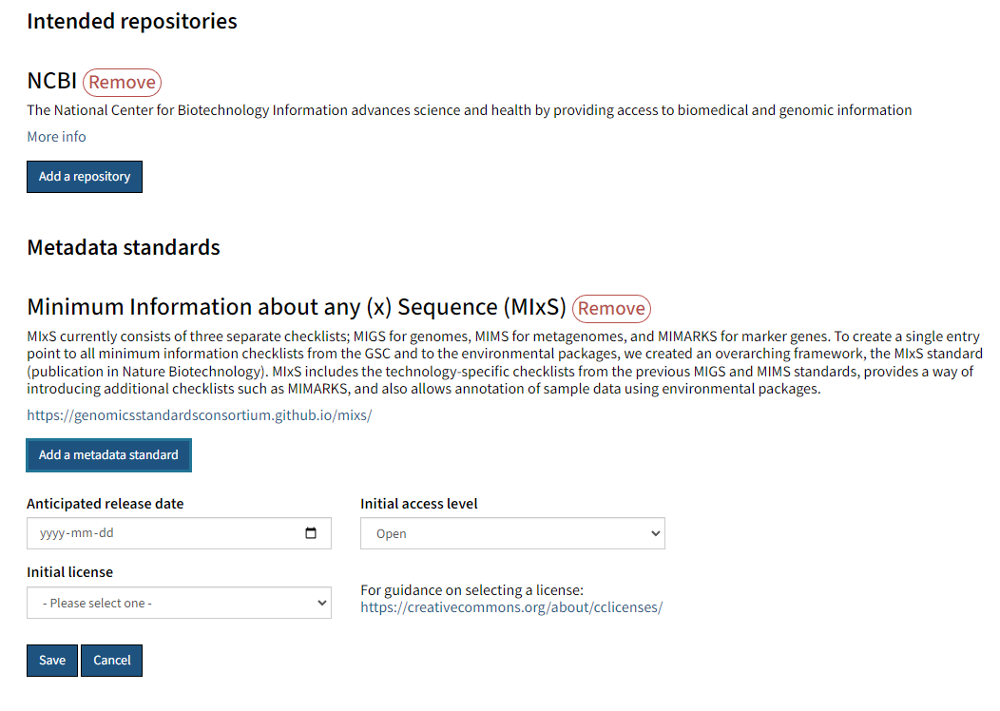 Intended repositories
NCBI Remove
The National Center for Biotechnology Information advances science and health by providing access to biomedical and genomic information
More info
Add a repository
Metadata standards
Minimum Information about any (x) Sequence (MIxS) Remove
MIxS currently consists of three separate checklists; MIGS for genomes, MIMS for metagenomes, and MIMARKS for marker genes. To create a single entry
point to all minimum information checklists from the GSC and to the environmental packages, we created an overarching framework, the MIxS standard
(publication in Nature Biotechnology). MIxS includes the technology-specific checklists from the previous MIGS and MIMS standards, provides a way of
introducing additional checklists such as MIMARKS, and also allows annotation of sample data using environmental packages.
https://genomicsstandardsconsortium.github.io/mixs/
Add a metadata standard
Anticipated release date Initial access level
yyyy-mm-dd Open
Initial license
- Please select one -
For guidance on selecting a license:
https://creativecommons.org/about/cclicenses/
Save Cancel